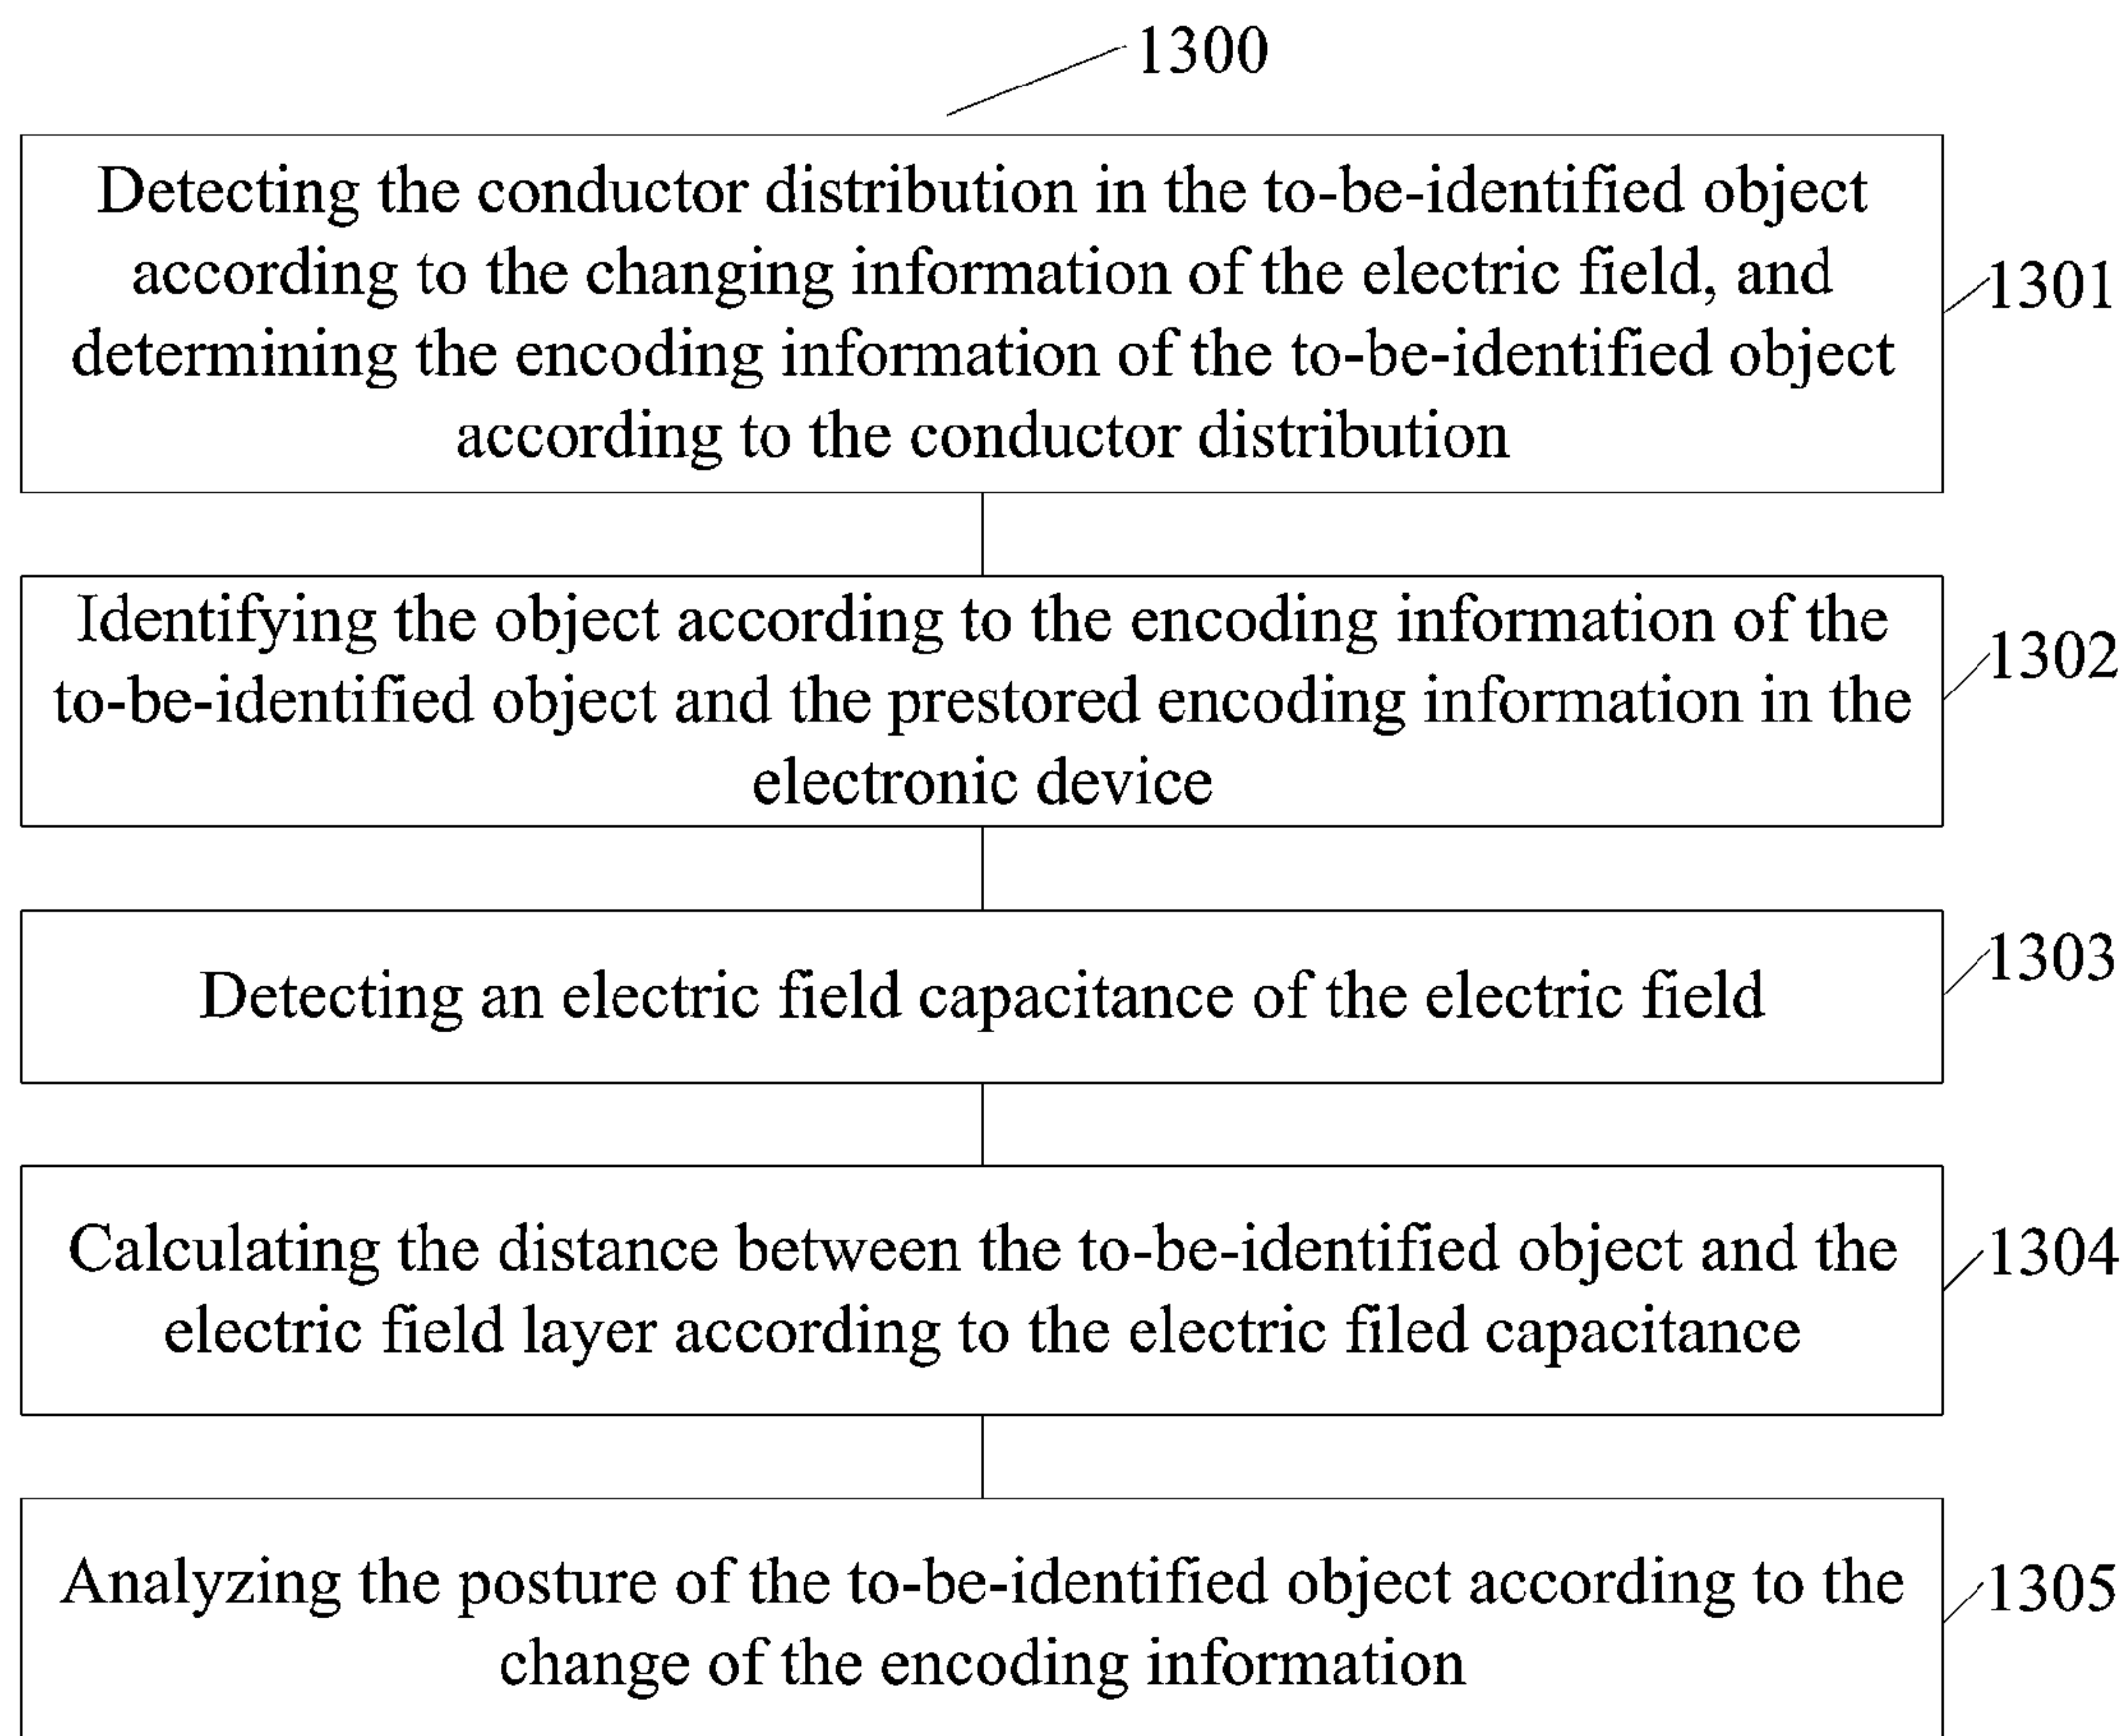 1300
Detecting the conductor distribution in the to-be-identified object
according to the changing information of the electric field, and
determining the encoding information of the to-be-identified object
according to the conductor distribution
1301
Identifying the object according to the encoding information of the
to-be-identified object and the prestored encoding information in the
electronic device
1302
Detecting an electric field capacitance of the electric field
1303
Calculating the distance between the to-be-identified object and the
electric field layer according to the electric filed capacitance
1304
Analyzing the posture of the to-be-identified object according to the
change of the encoding information
1305